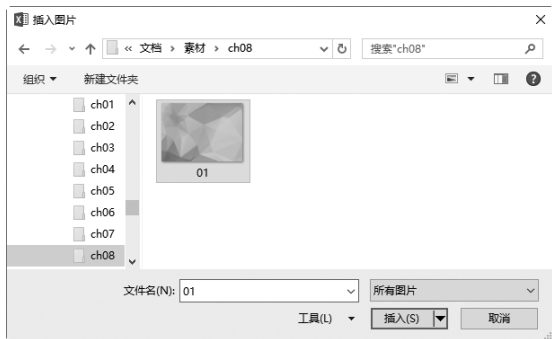 插入图片
« 文档 › 素材 › ch08
搜索"ch08"
组织
新建文件夹
ch01
ch02
ch03
ch04
ch05
ch06
ch07
ch08
01
文件名(N): 01
所有图片
工具(L)
插入(S)
取消